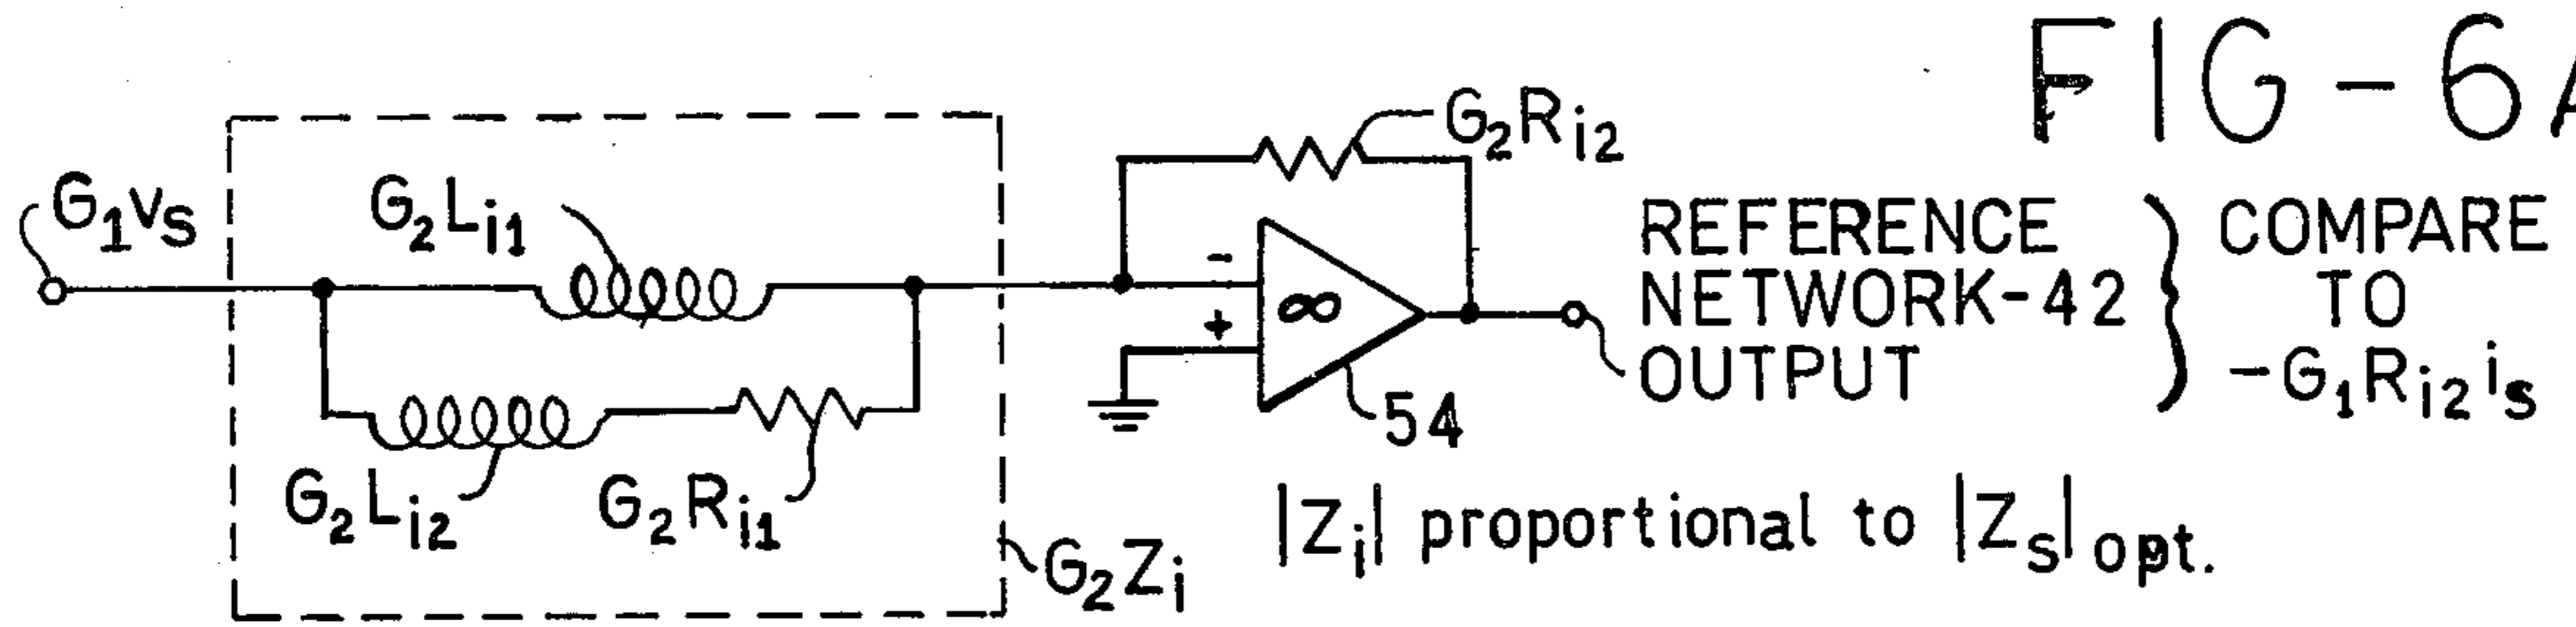 FIG-6A
G₁vₛ
G₂Lᵢ₁
G₂Rᵢ₂
-
+
∞
54
REFERENCE
NETWORK-42
OUTPUT
COMPARE
TO
-G₁Rᵢ₂iₛ
G₂Lᵢ₂
G₂Rᵢ₁
G₂Zᵢ
|Zᵢ| proportional to |Zₛ|opt.